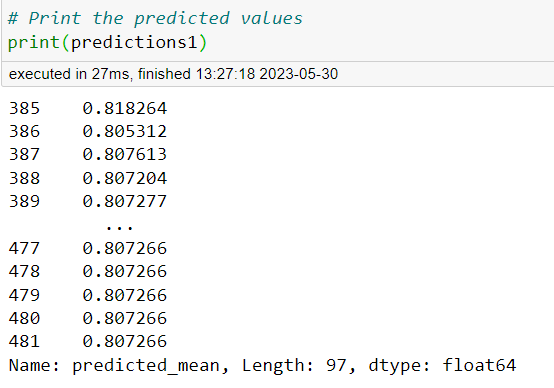 # Print the predicted values
print(predictions1)
executed in 27ms, finished 13:27:18 2023-05-30
385    0.818264
386    0.805312
387    0.807613
388    0.807204
389    0.807277
...
477    0.807266
478    0.807266
479    0.807266
480    0.807266
481    0.807266
Name: predicted_mean, Length: 97, dtype: float64